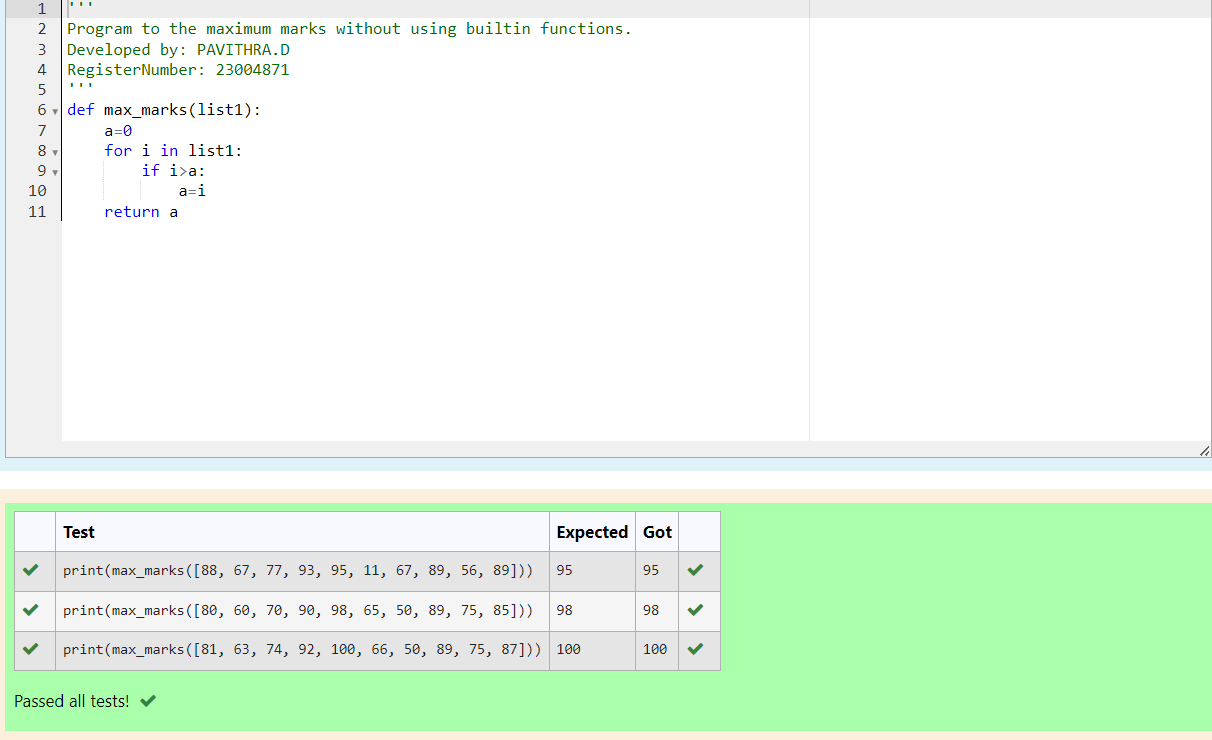 1 '''
2 Program to the maximum marks without using builtin functions.
3 Developed by: PAVITHRA.D
4 RegisterNumber: 23004871
5 '''
6 def max_marks(list1):
7     a=0
8     for i in list1:
9         if i>a:
10             a=i
11     return a
Test Expected Got
print(max_marks([88, 67, 77, 93, 95, 11, 67, 89, 56, 89])) 95 95
print(max_marks([80, 60, 70, 90, 98, 65, 50, 89, 75, 85])) 98 98
print(max_marks([81, 63, 74, 92, 100, 66, 50, 89, 75, 87])) 100 100
Passed all tests!